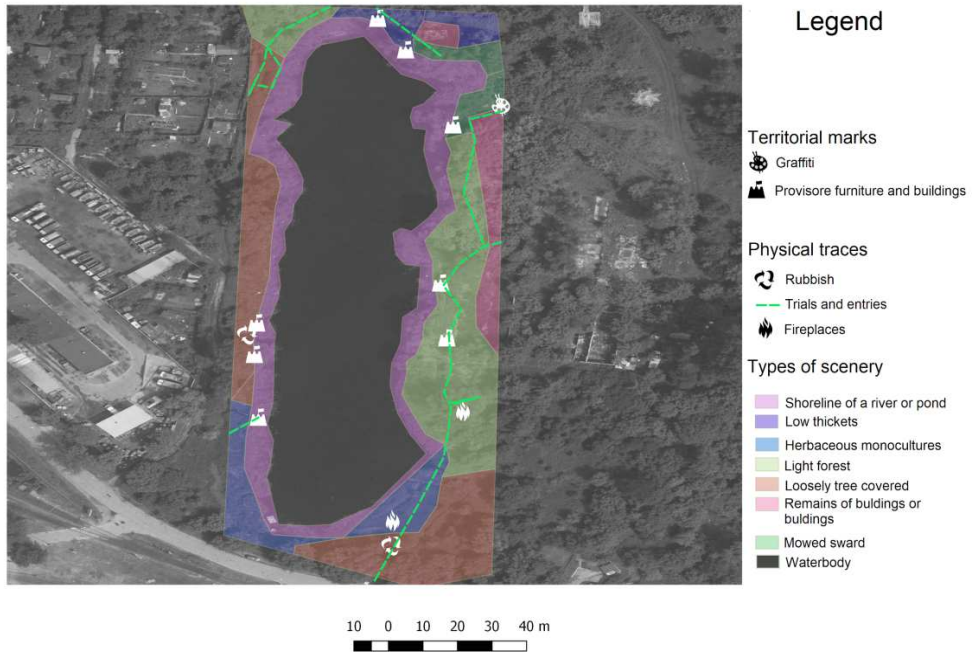 Legend
Territorial marks
Graffiti
Provisore furniture and buildings
Physical traces
Rubbish
Trials and entries
Fireplaces
Types of scenery
Shoreline of a river or pond
Low thickets
Herbaceous monocultures
Light forest
Loosely tree covered
Remains of buldings or
buldings
Mowed sward
Waterbody
10 0 10 20 30 40 m